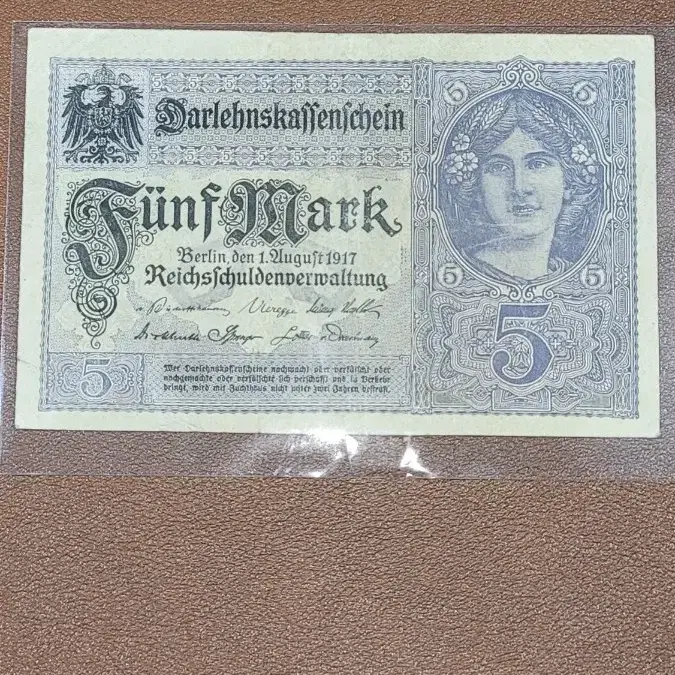 Darlehnskassenschein
5
5
Fünf Mark
Berlin, den 1. August 1917
Reichsschuldenverwaltung
5
5
5
5
Wer Darlehnskassenscheine nachmacht oder verfälscht oder
nachgemachte oder verfälschte sich verschafft und in Verkehr
bringt, wird mit Zuchthaus nicht unter zwei Jahren bestraft.